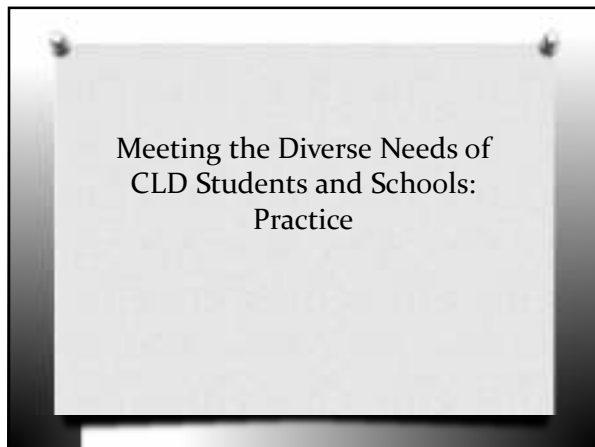 Meeting the Diverse Needs of
CLD Students and Schools:
Practice